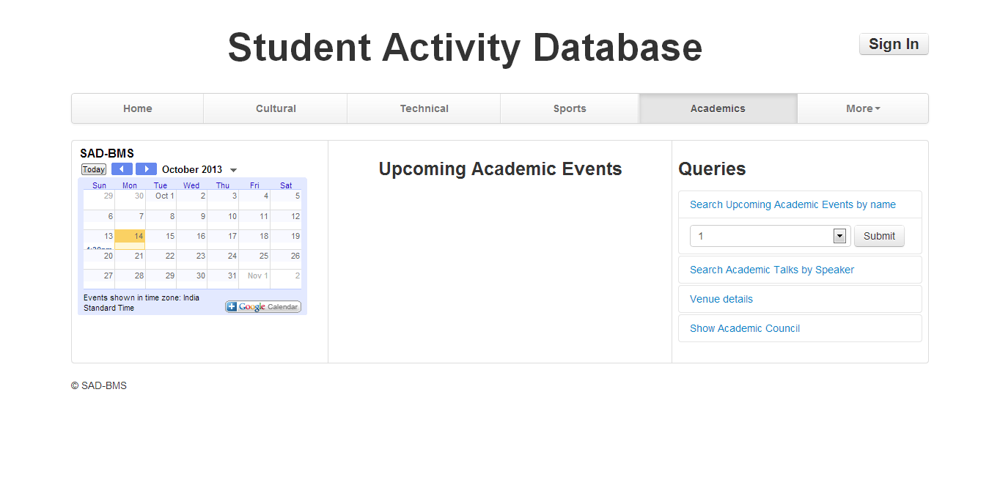 Student Activity Database
Sign In
Home Cultural Technical Sports Academics More
SAD-BMS
Today October 2013
Sun Mon Tue Wed Thu Fri Sat
29 30 Oct 1 2 3 4 5
6 7 8 9 10 11 12
13 14 15 16 17 18 19
20 21 22 23 24 25 26
27 28 29 30 31 Nov 1 2
Events shown in time zone: India
Standard Time
Google Calendar
Upcoming Academic Events
Queries
Search Upcoming Academic Events by name
1 Submit
Search Academic Talks by Speaker
Venue details
Show Academic Council
© SAD-BMS